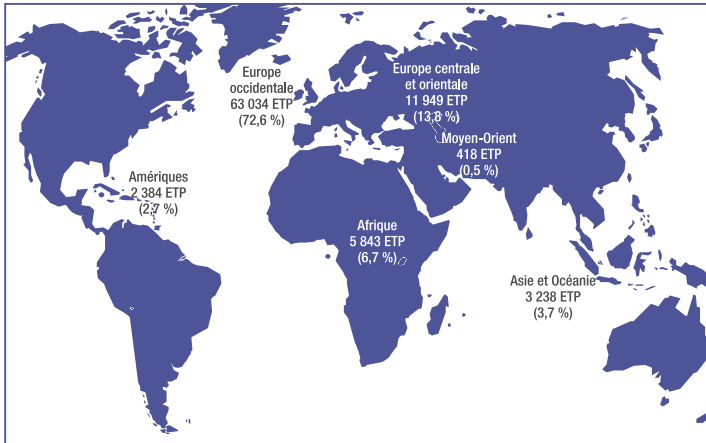 Europe
occidentale
63 034 ETP
(72,6 %)
Europe centrale
et orientale
11 949 ETP
(13,8 %)
Moyen-Orient
418 ETP
(0,5 %)
Amériques
2 384 ETP
(2,7 %)
Afrique
5 843 ETP
(6,7 %)
Asie et Océanie
3 238 ETP
(3,7 %)